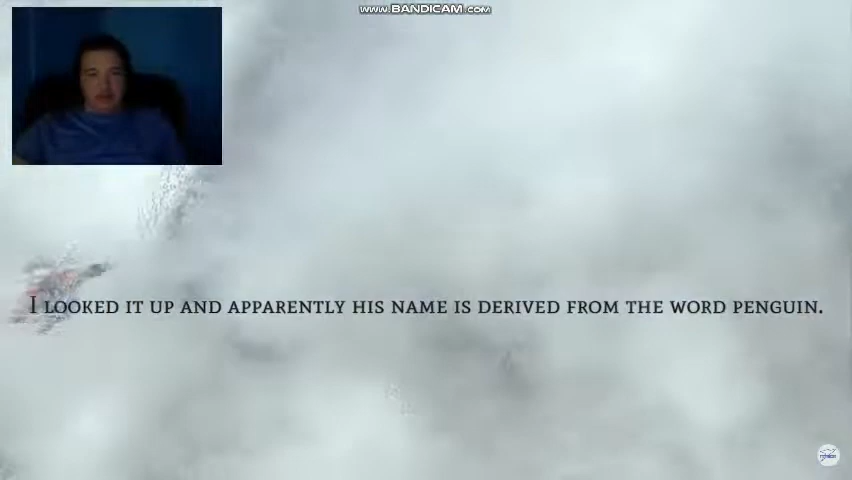 www.BANDICAM.com
I LOOKED IT UP AND APPARENTLY HIS NAME IS DERIVED FROM THE WORD PENGUIN.